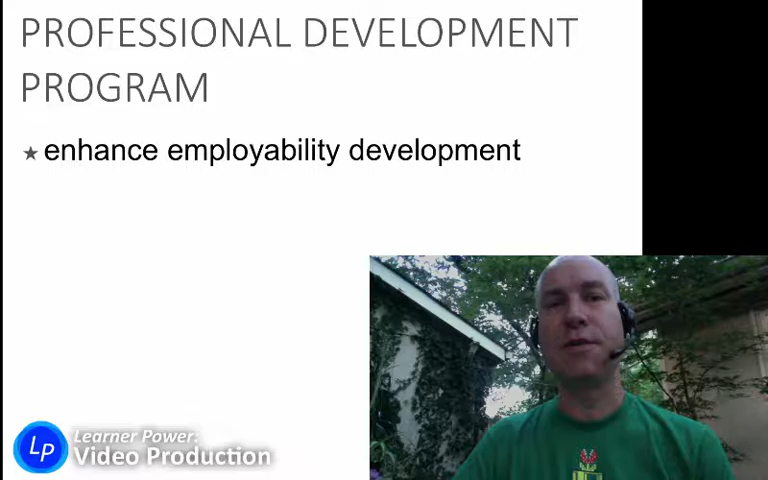 PROFESSIONAL DEVELOPMENT
PROGRAM
enhance employability development
Lp
Learner Power:
Video Production